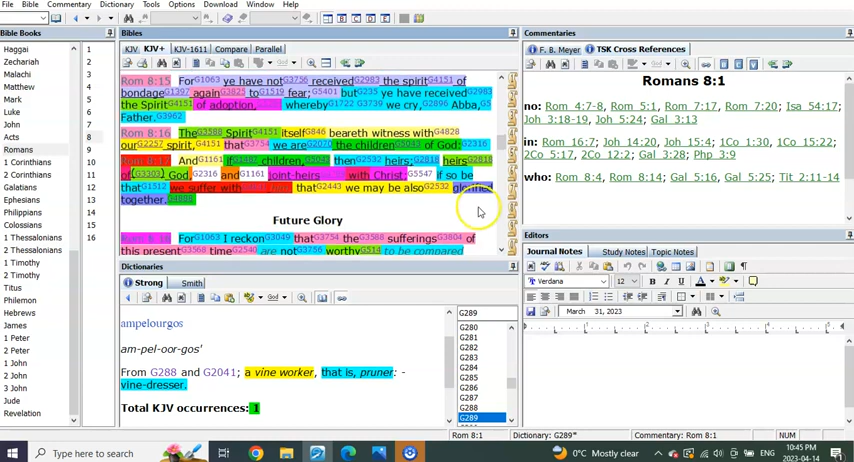 File Bible Commentary Dictionary Tools Options Download Window Help
B C D E
Bible Books
Haggai
Zechariah
Malachi
Matthew
Mark
Luke
John
Acts
Romans
1 Corinthians
2 Corinthians
Galatians
Ephesians
Philippians
Colossians
1 Thessalonians
2 Thessalonians
1 Timothy
2 Timothy
Titus
Philemon
Hebrews
James
1 Peter
2 Peter
1 John
2 John
3 John
Jude
Revelation
1
2
3
4
5
6
7
8
9
10
11
12
13
14
15
16
Bibles
KJV KJV+ KJV-1611 Compare Parallel
Rom 8:15 For G1063 ye have not G3756 received G2983 the spirit G4151 of
bondage G1397 again G3825 to G1519 fear; G5401 but G235 ye have received G2983
the Spirit G4151 of adoption, whereby G1722 G3739 we cry, G2896 Abba, G5
Father. G3962
Rom 8:16 The G3588 Spirit G4151 itself G846 beareth witness with G4828
our G2257 spirit, G4151 that G3754 we are G2070 the children G5043 of God: G2316
And G1161 if children, then G2532 heirs; G2818 heirs G2818
of (G3303) God, G2316 and G1161 joint-heirs with Christ; G5547 if so be
that G1512 we suffer with that G2443 we may be also G2532 glorified
together. G4888
Future Glory
For G1063 I reckon G3049 that G3754 the G3588 sufferings G3804 of
this present G3568 time G2540 are not G3756 worthy G514 to be compared
Dictionaries
Strong Smith
ampelourgos
am-pel-oor-gos'
From G288 and G2041; a vine worker, that is, pruner: -
vine-dresser.
Total KJV occurrences: 1
G289
G280
G281
G282
G283
G284
G285
G286
G287
G288
G289
Commentaries
F. B. Meyer TSK Cross References
Romans 8:1
no: Rom 4:7-8, Rom 5:1, Rom 7:17, Rom 7:20; Isa 54:17;
Joh 3:18-19, Joh 5:24; Gal 3:13
in: Rom 16:7; Joh 14:20, Joh 15:4; 1Co 1:30, 1Co 15:22;
2Co 5:17, 2Co 12:2; Gal 3:28; Php 3:9
who: Rom 8:4, Rom 8:14; Gal 5:16, Gal 5:25; Tit 2:11-14
Editors
Journal Notes Study Notes Topic Notes
Verdana 12 B I U
March 31, 2023
Rom 8:1 Dictionary: G289* Commentary: Rom 8:1 NUM
Type here to search
0°C Mostly clear ENG 10:45 PM
2023-04-14